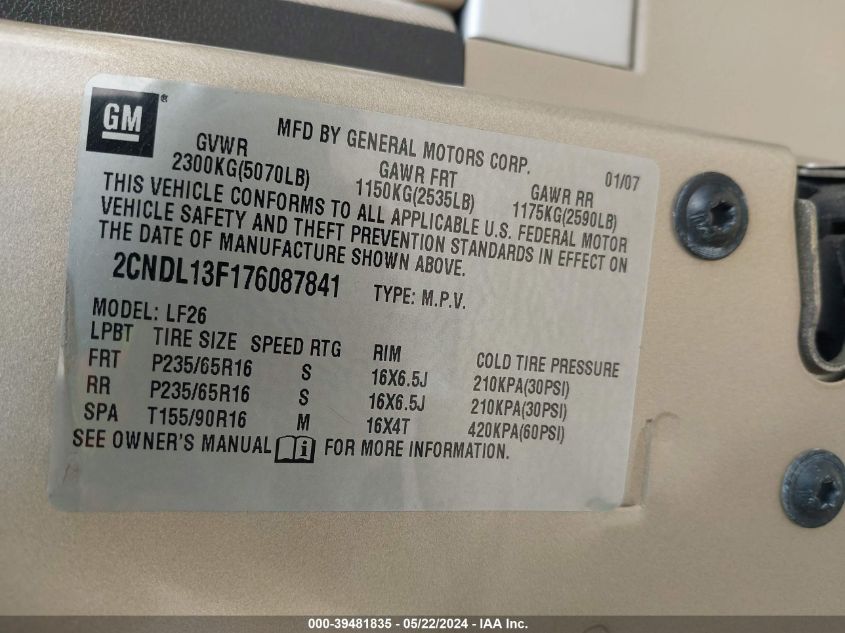 GM®
MFD BY GENERAL MOTORS CORP. 01/07
GVWR GAWR FRT GAWR RR
2300KG(5070LB) 1150KG(2535LB) 1175KG(2590LB)
THIS VEHICLE CONFORMS TO ALL APPLICABLE U.S. FEDERAL MOTOR
VEHICLE SAFETY AND THEFT PREVENTION STANDARDS IN EFFECT ON
THE DATE OF MANUFACTURE SHOWN ABOVE.
2CNDL13F176087841 TYPE: M.P.V.
MODEL: LF26
LPBT TIRE SIZE SPEED RTG RIM COLD TIRE PRESSURE
FRT P235/65R16 S 16X6.5J 210KPA(30PSI)
RR P235/65R16 S 16X6.5J 210KPA(30PSI)
SPA T155/90R16 M 16X4T 420KPA(60PSI)
SEE OWNER'S MANUAL i FOR MORE INFORMATION.
000-39481835 - 05/22/2024 - IAA Inc.